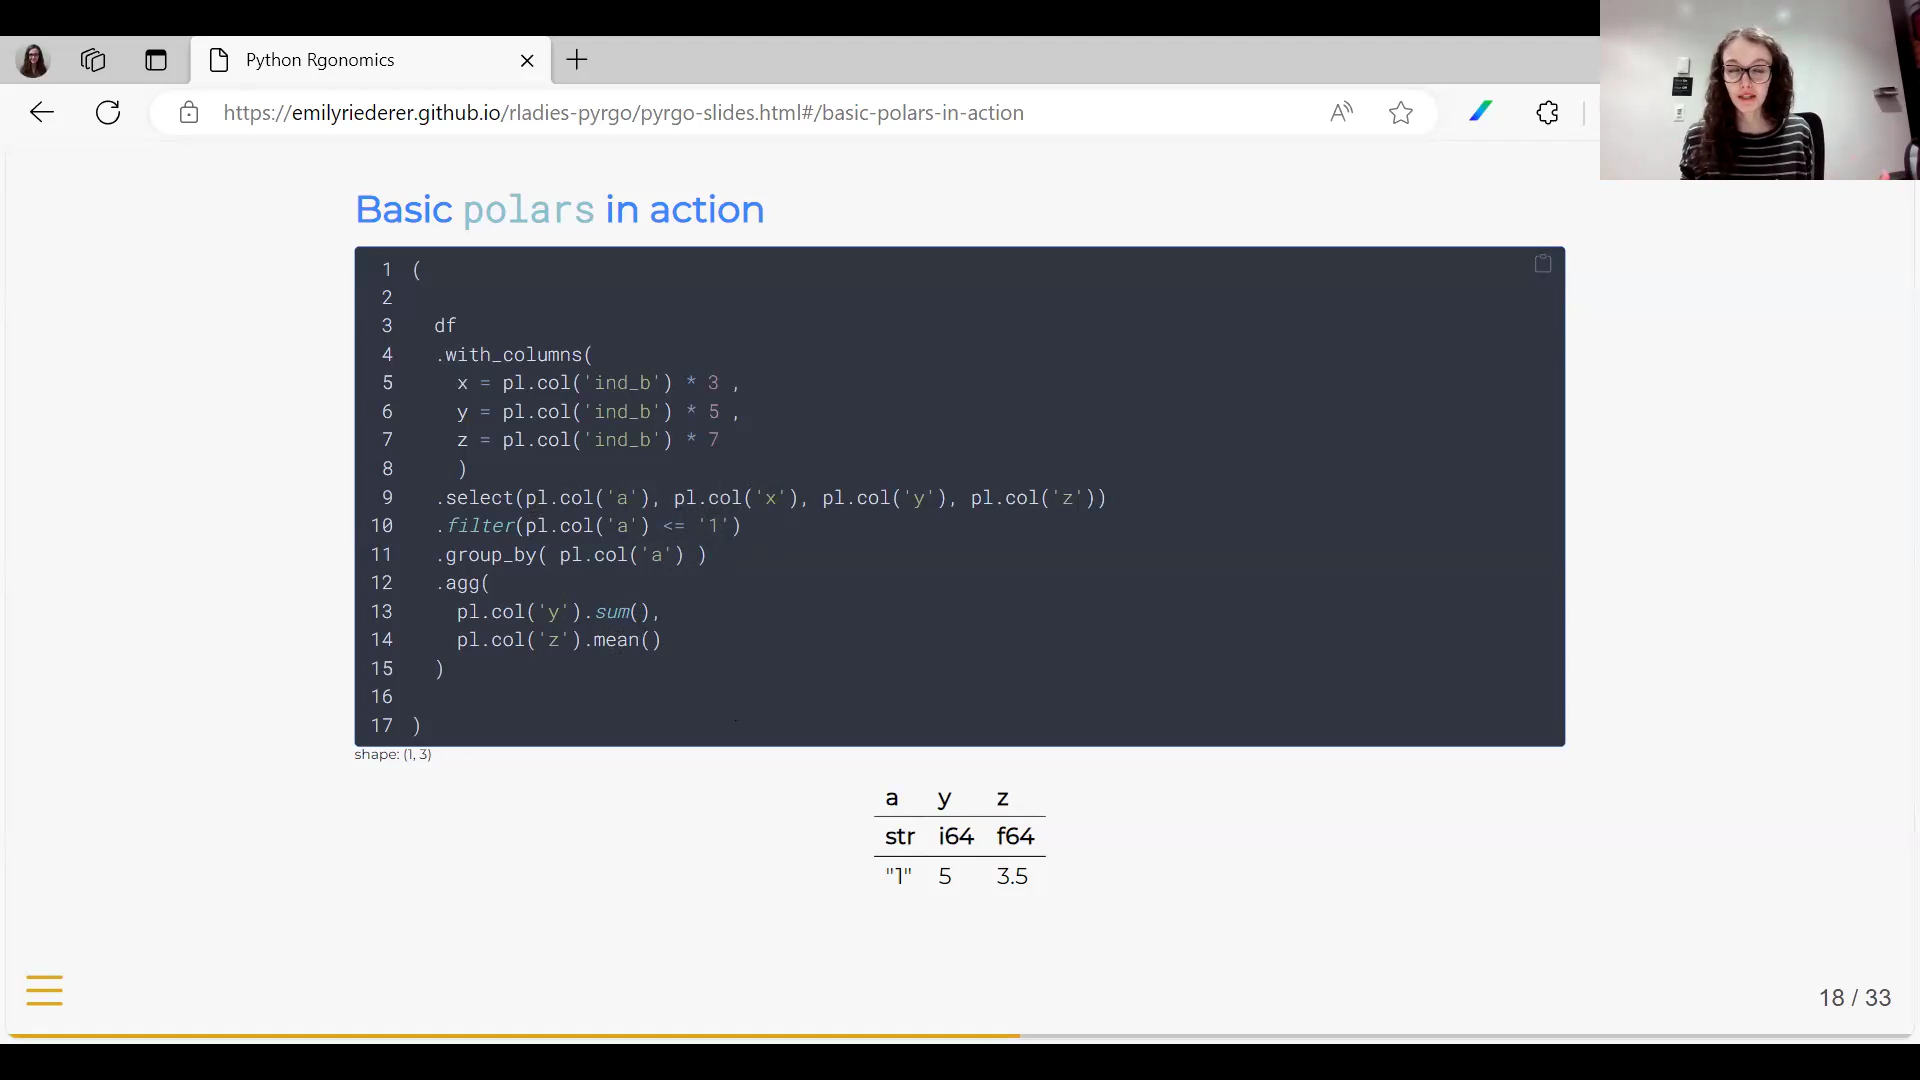 Python Rgonomics
https://emilyriederer.github.io/rladies-pyrgo/pyrgo-slides.html#/basic-polars-in-action
Basic polars in action
1 (
2
3 df
4 .with_columns(
5 x = pl.col('ind_b') * 3 ,
6 y = pl.col('ind_b') * 5 ,
7 z = pl.col('ind_b') * 7
8 )
9 .select(pl.col('a'), pl.col('x'), pl.col('y'), pl.col('z'))
10 .filter(pl.col('a') <= '1')
11 .group_by( pl.col('a') )
12 .agg(
13 pl.col('y').sum(),
14 pl.col('z').mean()
15 )
16
17 )
shape: (1, 3)
a y z
str i64 f64
"1" 5 3.5
18 / 33